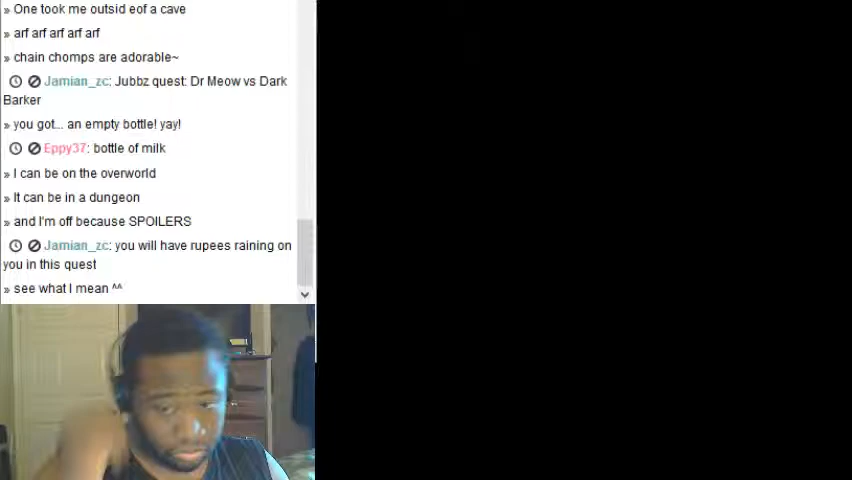 » One took me outsid eof a cave
» arf arf arf arf arf
» chain chomps are adorable~
Jamian_zc: Jubbz quest: Dr Meow vs Dark
Barker
» you got... an empty bottle! yay!
Eppy37: bottle of milk
» I can be on the overworld
» It can be in a dungeon
» and I'm off because SPOILERS
Jamian_zc: you will have rupees raining on
you in this quest
» see what I mean ^^